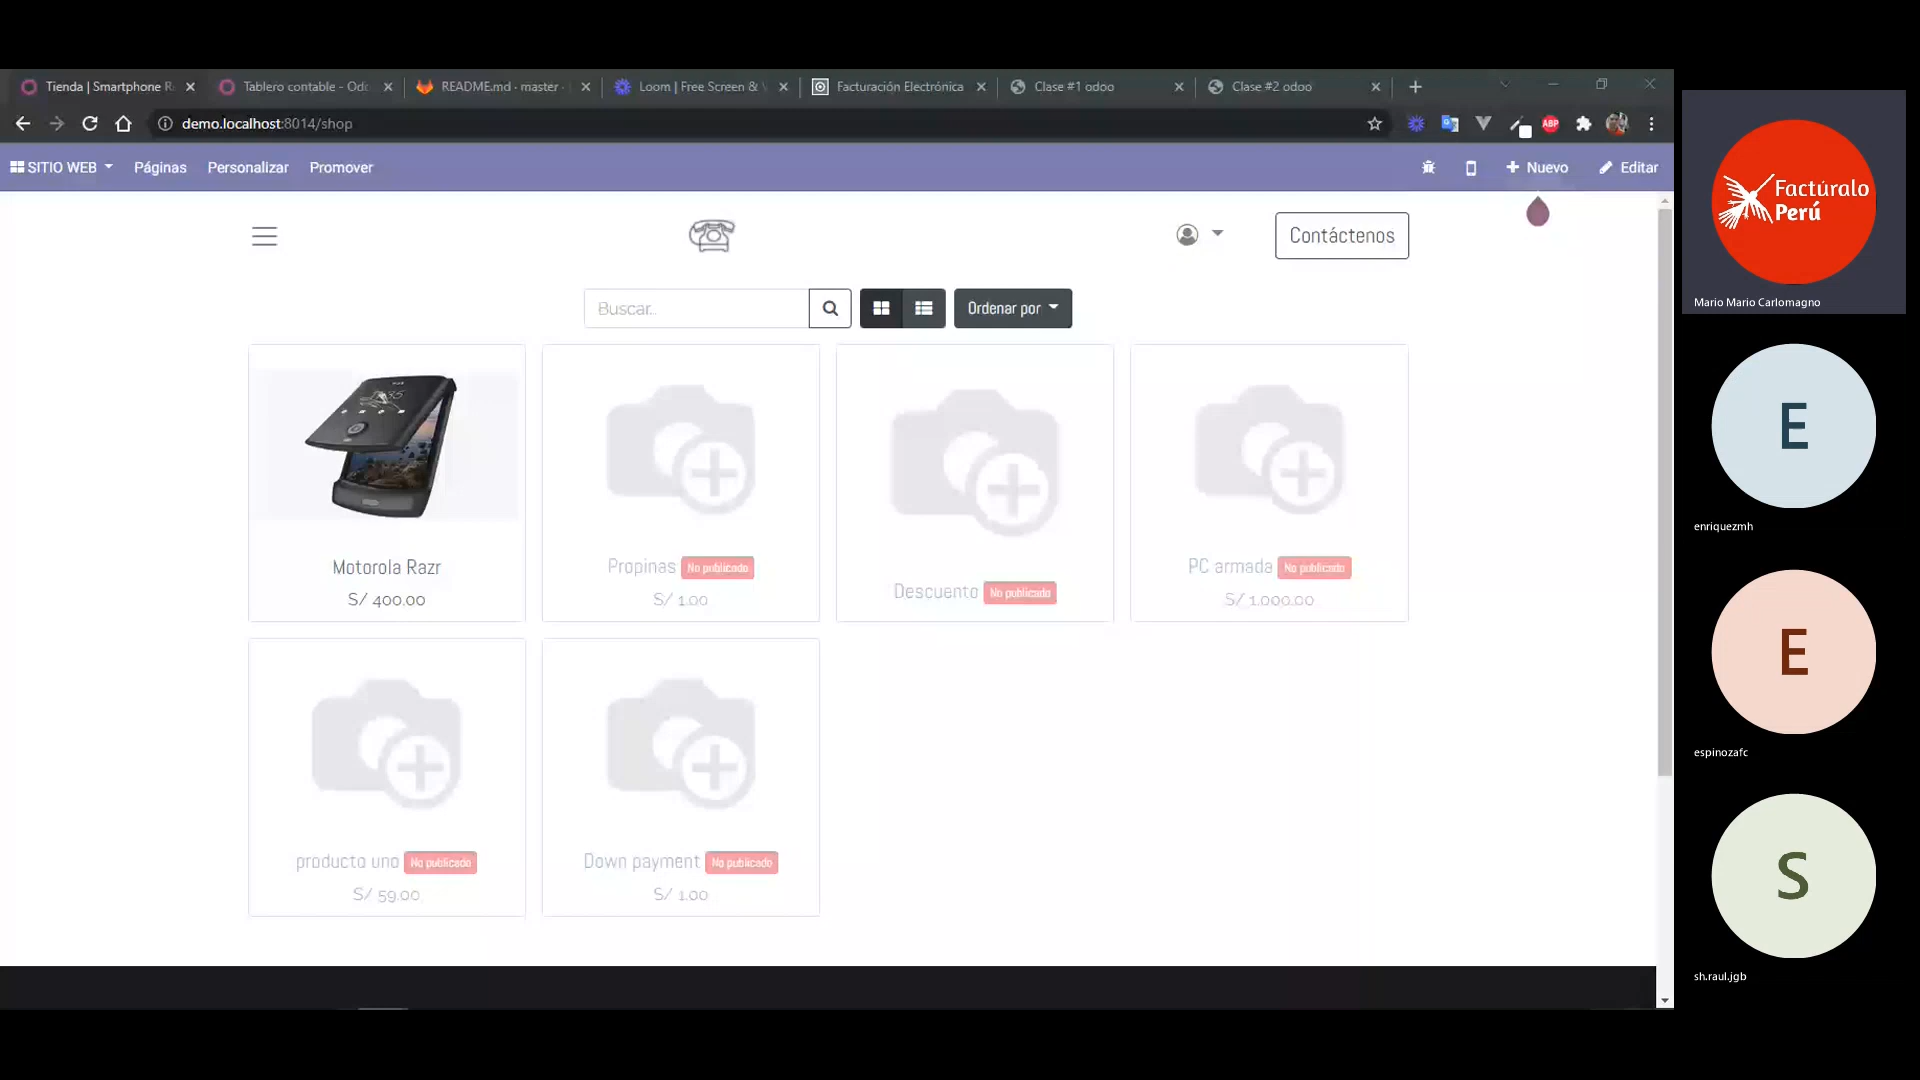 Tienda | Smartphone R
Tablero contable - Odo
README.md · master ·
Loom | Free Screen & V
Facturación Electrónica
Clase #1 odoo
Clase #2 odoo
demo.localhost:8014/shop
ABP
SITIO WEB
Páginas
Personalizar
Promover
Nuevo
Editar
Contáctenos
Buscar...
Ordenar por
Motorola Razr
S/ 400.00
Propinas No publicado
S/ 1.00
Descuento No publicado
PC armada No publicado
S/ 1,000.00
producto uno No publicado
S/ 59.00
Down payment No publicado
S/ 1.00
Factúralo
Perú
Mario Mario Carlomagno
E
enriquezmh
E
espinozafc
S
sh.raul.jgb